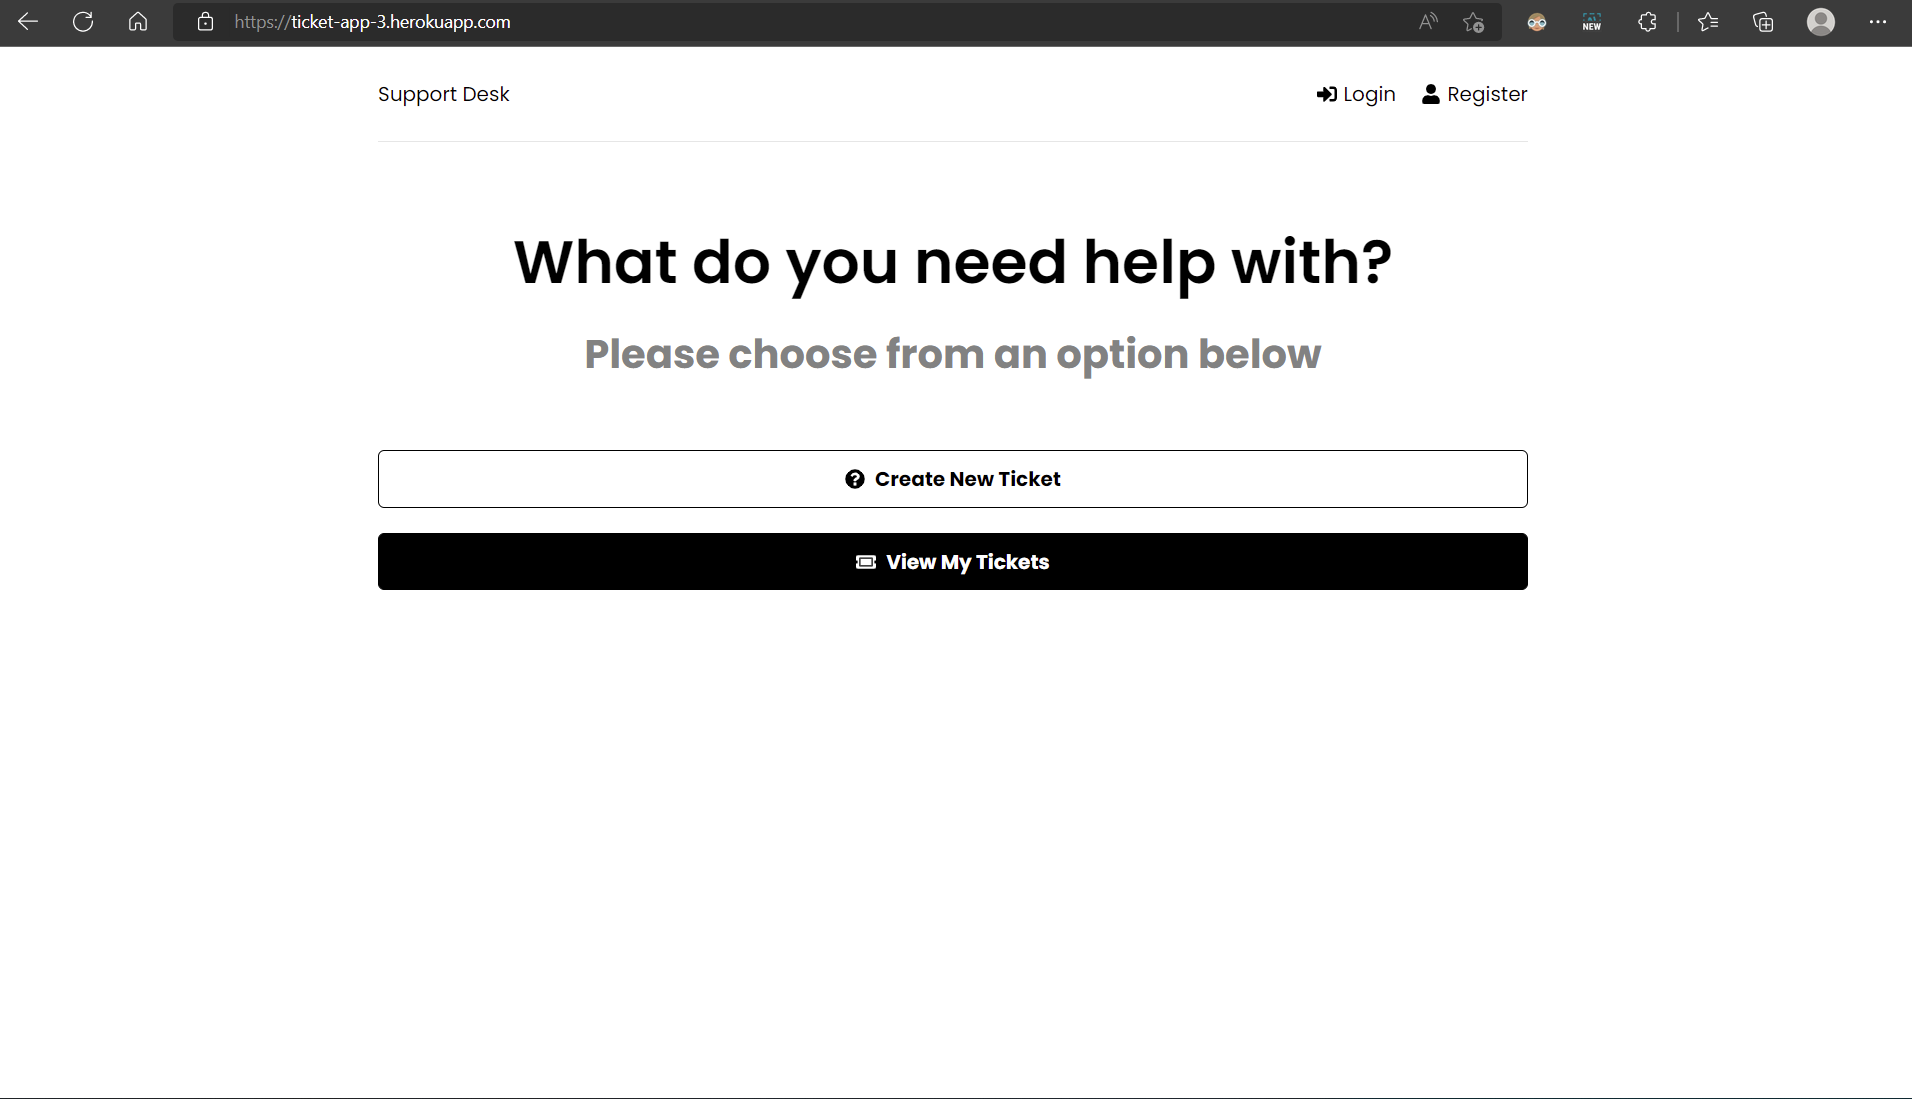 https://ticket-app-3.herokuapp.com
NEW
Support Desk
Login
Register
What do you need help with?
Please choose from an option below
Create New Ticket
View My Tickets